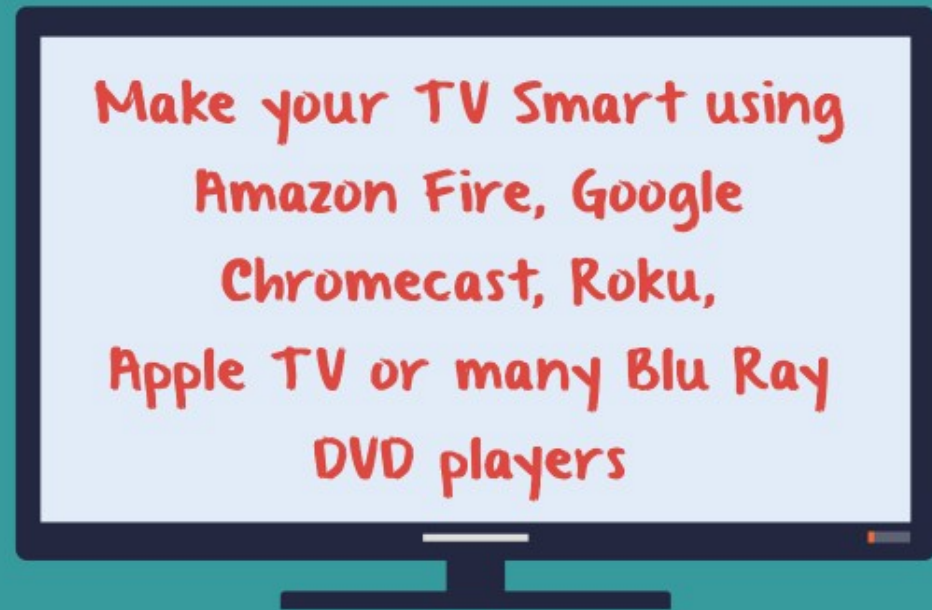 Make your TV Smart using
Amazon Fire, Google
Chromecast, Roku,
Apple TV or many Blu Ray
DVD players